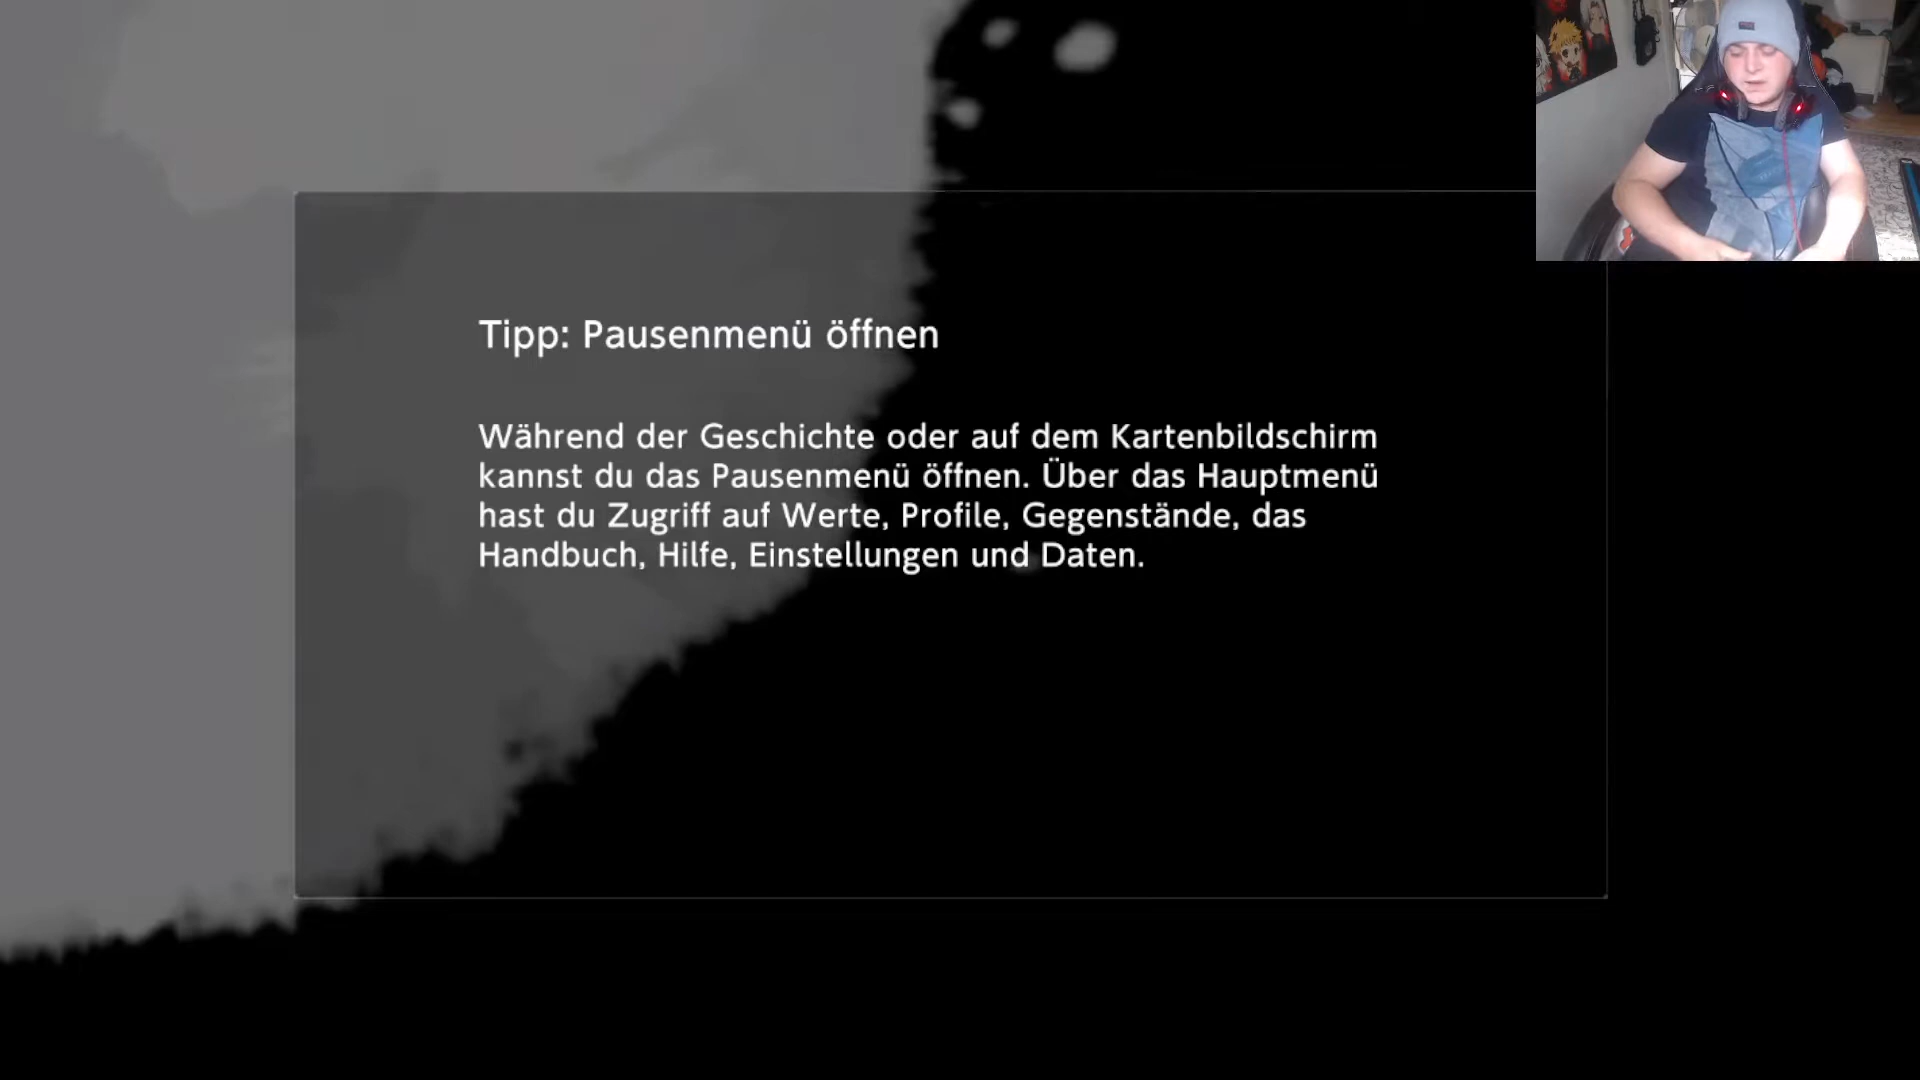 Tipp: Pausenmenü öffnen
Während der Geschichte oder auf dem Kartenbildschirm
kannst du das Pausenmenü öffnen. Über das Hauptmenü
hast du Zugriff auf Werte, Profile, Gegenstände, das
Handbuch, Hilfe, Einstellungen und Daten.